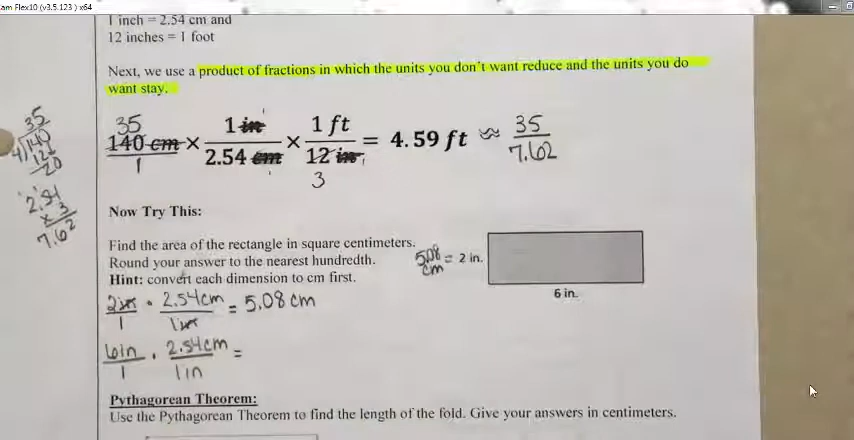 am Flex10 (v3.5.123 ) x64
1 inch = 2.54 cm and
12 inches = 1 foot
Next, we use a product of fractions in which the units you don't want reduce and the units you do
want stay.
35
140 cm/1 × 1 in/2.54 cm × 1 ft/12 in = 4.59 ft ≈ 35/7.62
1
1
1
3
35
4)140
12
20
2.54
× 3
7.62
Now Try This:
Find the area of the rectangle in square centimeters.
Round your answer to the nearest hundredth.
Hint: convert each dimension to cm first.
5.08 cm = 2 in.
6 in.
2in/1 · 2.54cm/1in = 5.08 cm
6in/1 · 2.54cm/1in =
Pythagorean Theorem:
Use the Pythagorean Theorem to find the length of the fold. Give your answers in centimeters.